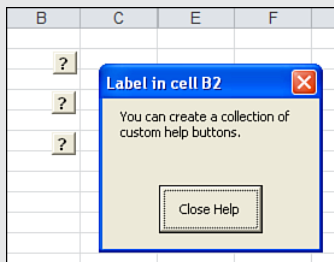 B C E F
?
Label in cell B2
You can create a collection of
custom help buttons.
?
?
Close Help